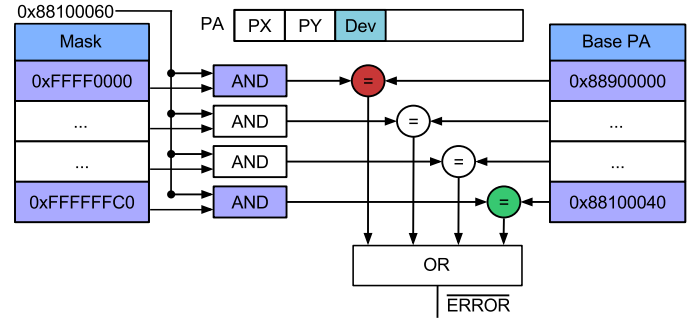 0x88100060
PA PX PY Dev
Mask
Base PA
0xFFFF0000 AND = 0x88900000
... AND = ...
... AND = ...
0xFFFFFFC0 AND = 0x88100040
OR
ERROR